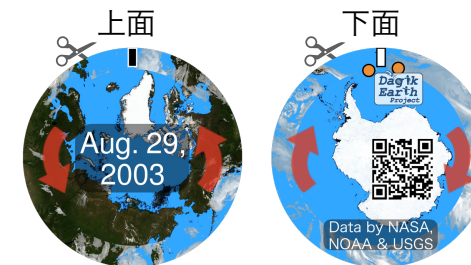 上面
下面
Aug. 29,
2003
Dagik
Earth
Project
Data by NASA,
NOAA & USGS